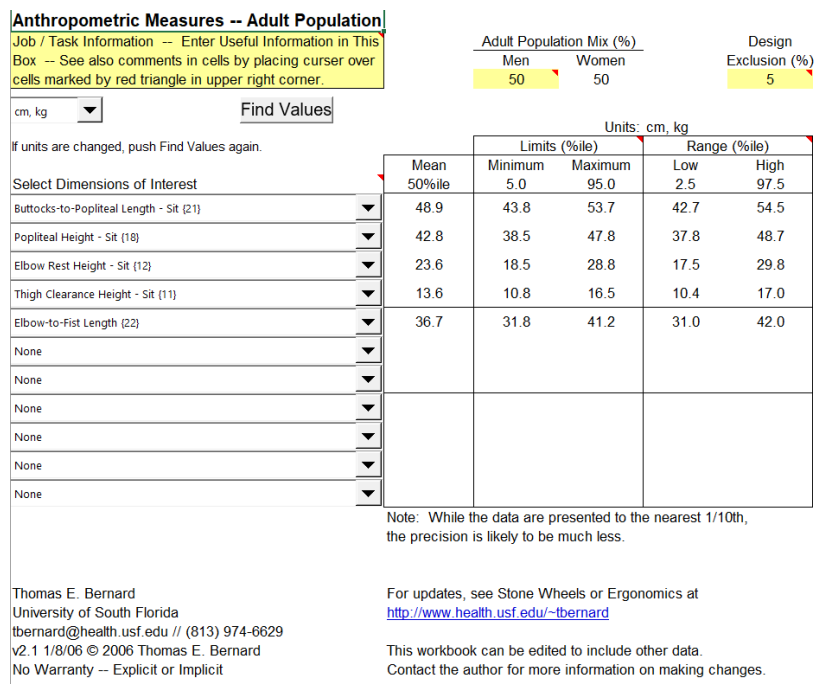 Anthropometric Measures -- Adult Population
Job / Task Information -- Enter Useful Information in This
Box -- See also comments in cells by placing curser over
cells marked by red triangle in upper right corner.
Adult Population Mix (%)
Men Women
50 50
Design
Exclusion (%)
5
cm, kg
Find Values
If units are changed, push Find Values again.
Units: cm, kg
Limits (%ile) Range (%ile)
Mean Minimum Maximum Low High
Select Dimensions of Interest 50%ile 5.0 95.0 2.5 97.5
Buttocks-to-Popliteal Length - Sit {21} 48.9 43.8 53.7 42.7 54.5
Popliteal Height - Sit {18} 42.8 38.5 47.8 37.8 48.7
Elbow Rest Height - Sit {12} 23.6 18.5 28.8 17.5 29.8
Thigh Clearance Height - Sit {11} 13.6 10.8 16.5 10.4 17.0
Elbow-to-Fist Length {22} 36.7 31.8 41.2 31.0 42.0
None
None
None
None
None
None
Note: While the data are presented to the nearest 1/10th,
the precision is likely to be much less.
Thomas E. Bernard
University of South Florida
tbernard@health.usf.edu // (813) 974-6629
v2.1 1/8/06 © 2006 Thomas E. Bernard
No Warranty -- Explicit or Implicit
For updates, see Stone Wheels or Ergonomics at
http://www.health.usf.edu/~tbernard
This workbook can be edited to include other data.
Contact the author for more information on making changes.